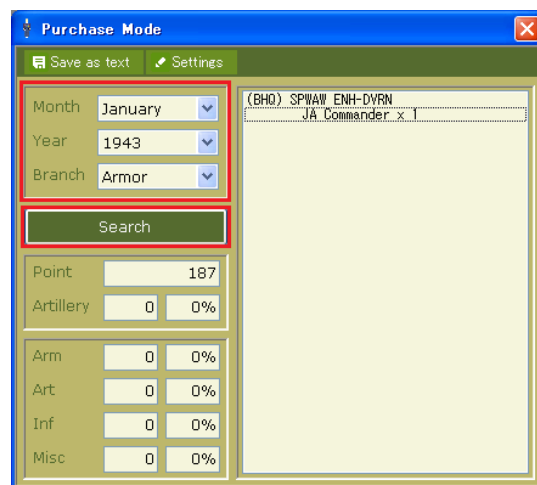 Purchase Mode
Save as text Settings
Month January
Year 1943
Branch Armor
Search
Point 187
Artillery 0 0%
Arm 0 0%
Art 0 0%
Inf 0 0%
Misc 0 0%
(BHQ) SPWAW ENH-DVRN
JA Commander x 1